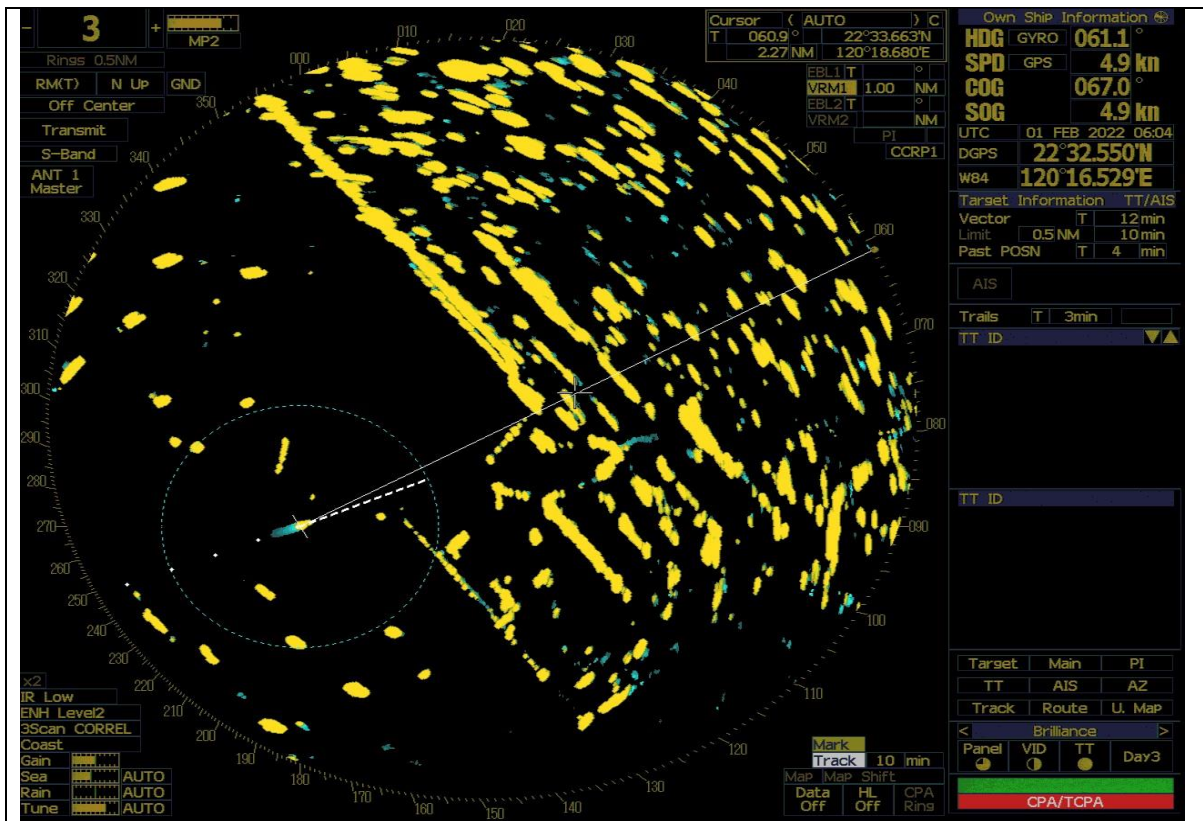 - 3 +
MP2
Rings 0.5NM
RM(T) N Up GND
Off Center
Transmit
S-Band
ANT 1
Master
Cursor ( AUTO ) C
T 060.9 ° 22°33.663'N
2.27 NM 120°18.680'E
EBL1 T °
VRM1 1.00 NM
EBL2 T °
VRM2 NM
PI
CCRP1
Own Ship Information
HDG GYRO 061.1 °
SPD GPS 4.9 kn
COG 067.0 °
SOG 4.9 kn
UTC 01 FEB 2022 06:04
DGPS 22°32.550'N
W84 120°16.529'E
Target Information TT/AIS
Vector T 12 min
Limit 0.5 NM 10 min
Past POSN T 4 min
AIS
Trails T 3min
TT ID
TT ID
000
010
020
030
040
050
060
070
080
090
100
110
120
130
140
150
160
170
180
190
200
210
220
230
240
250
260
270
280
290
300
310
320
330
340
350
x2
IR Low
ENH Level2
3Scan CORREL
Coast
Gain
Sea AUTO
Rain AUTO
Tune AUTO
Mark
Track 10 min
Map Map Shift
Data Off HL Off CPA Ring
Target Main PI
TT AIS AZ
Track Route U. Map
< Brilliance >
Panel VID TT Day3
CPA/TCPA